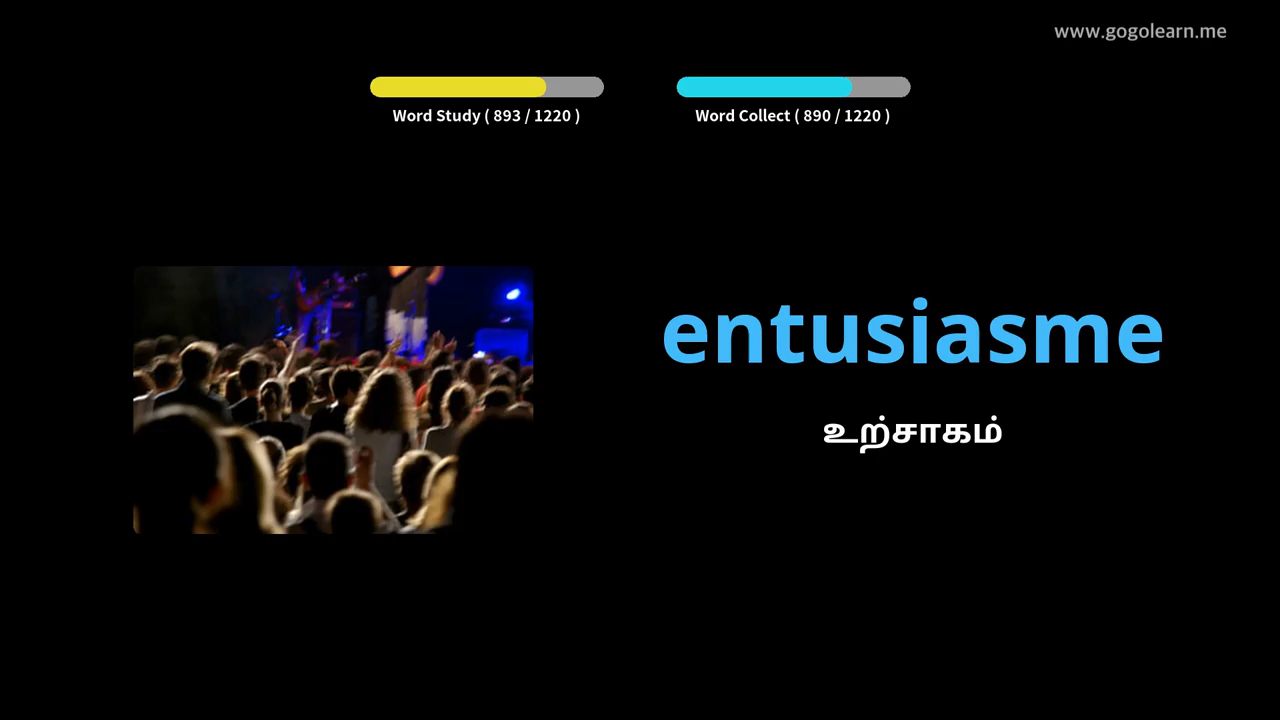 www.gogolearn.me
Word Study ( 893 / 1220 )
Word Collect ( 890 / 1220 )
entusiasme
உற்சாகம்